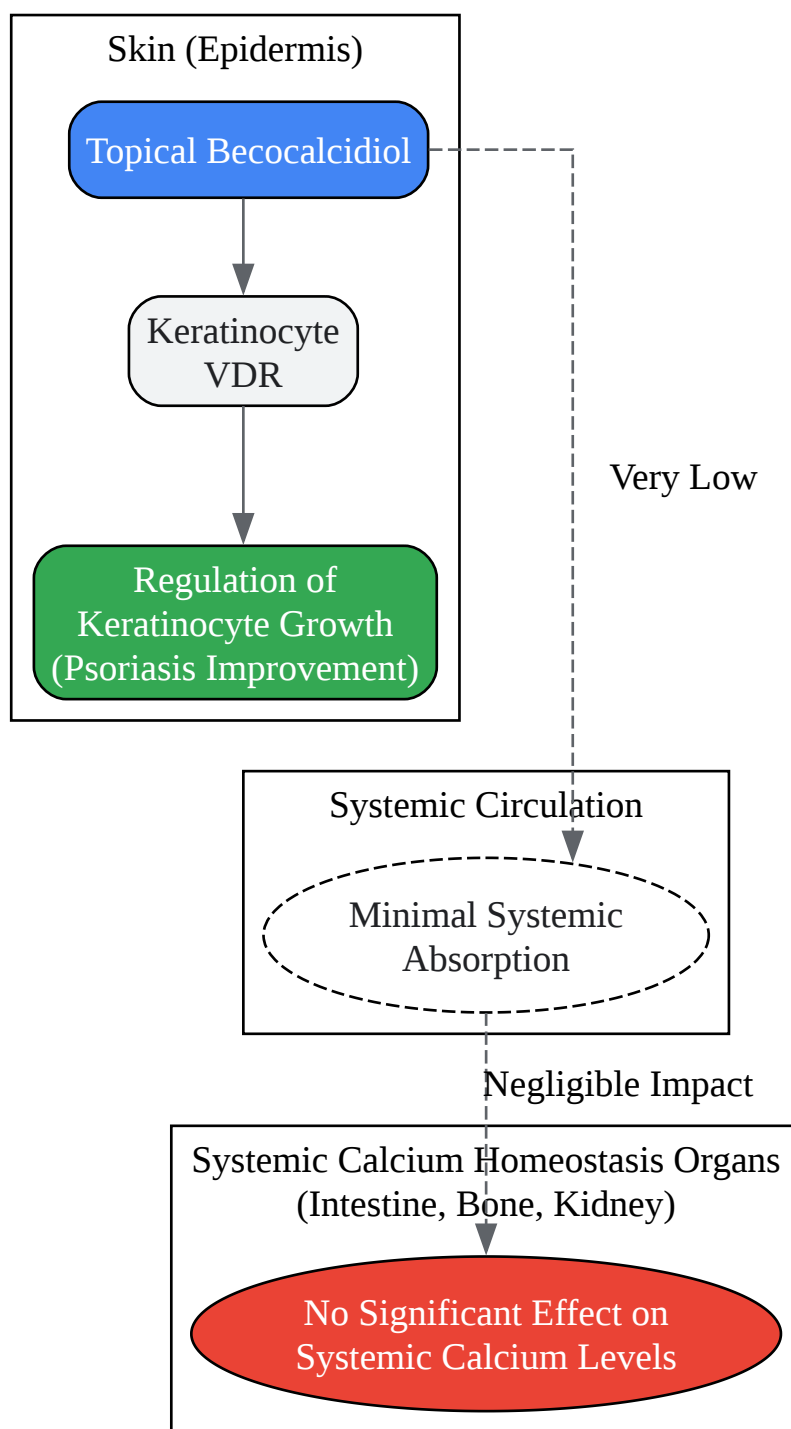 Skin (Epidermis)
Topical Becocalcidiol
Keratinocyte
VDR
Very Low
Regulation of
Keratinocyte Growth
(Psoriasis Improvement)
Systemic Circulation
Minimal Systemic
Absorption
Negligible Impact
Systemic Calcium Homeostasis Organs
(Intestine, Bone, Kidney)
No Significant Effect on
Systemic Calcium Levels